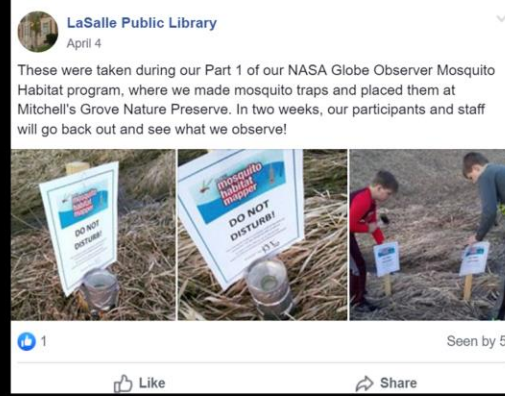 LaSalle Public Library
April 4
These were taken during our Part 1 of our NASA Globe Observer Mosquito
Habitat program, where we made mosquito traps and placed them at
Mitchell's Grove Nature Preserve. In two weeks, our participants and staff
will go back out and see what we observe!
mosquito
habitat
mapper
DO NOT
DISTURB!
mosquito
habitat
mapper
DO NOT
DISTURB!
1
Seen by 5
Like
Share